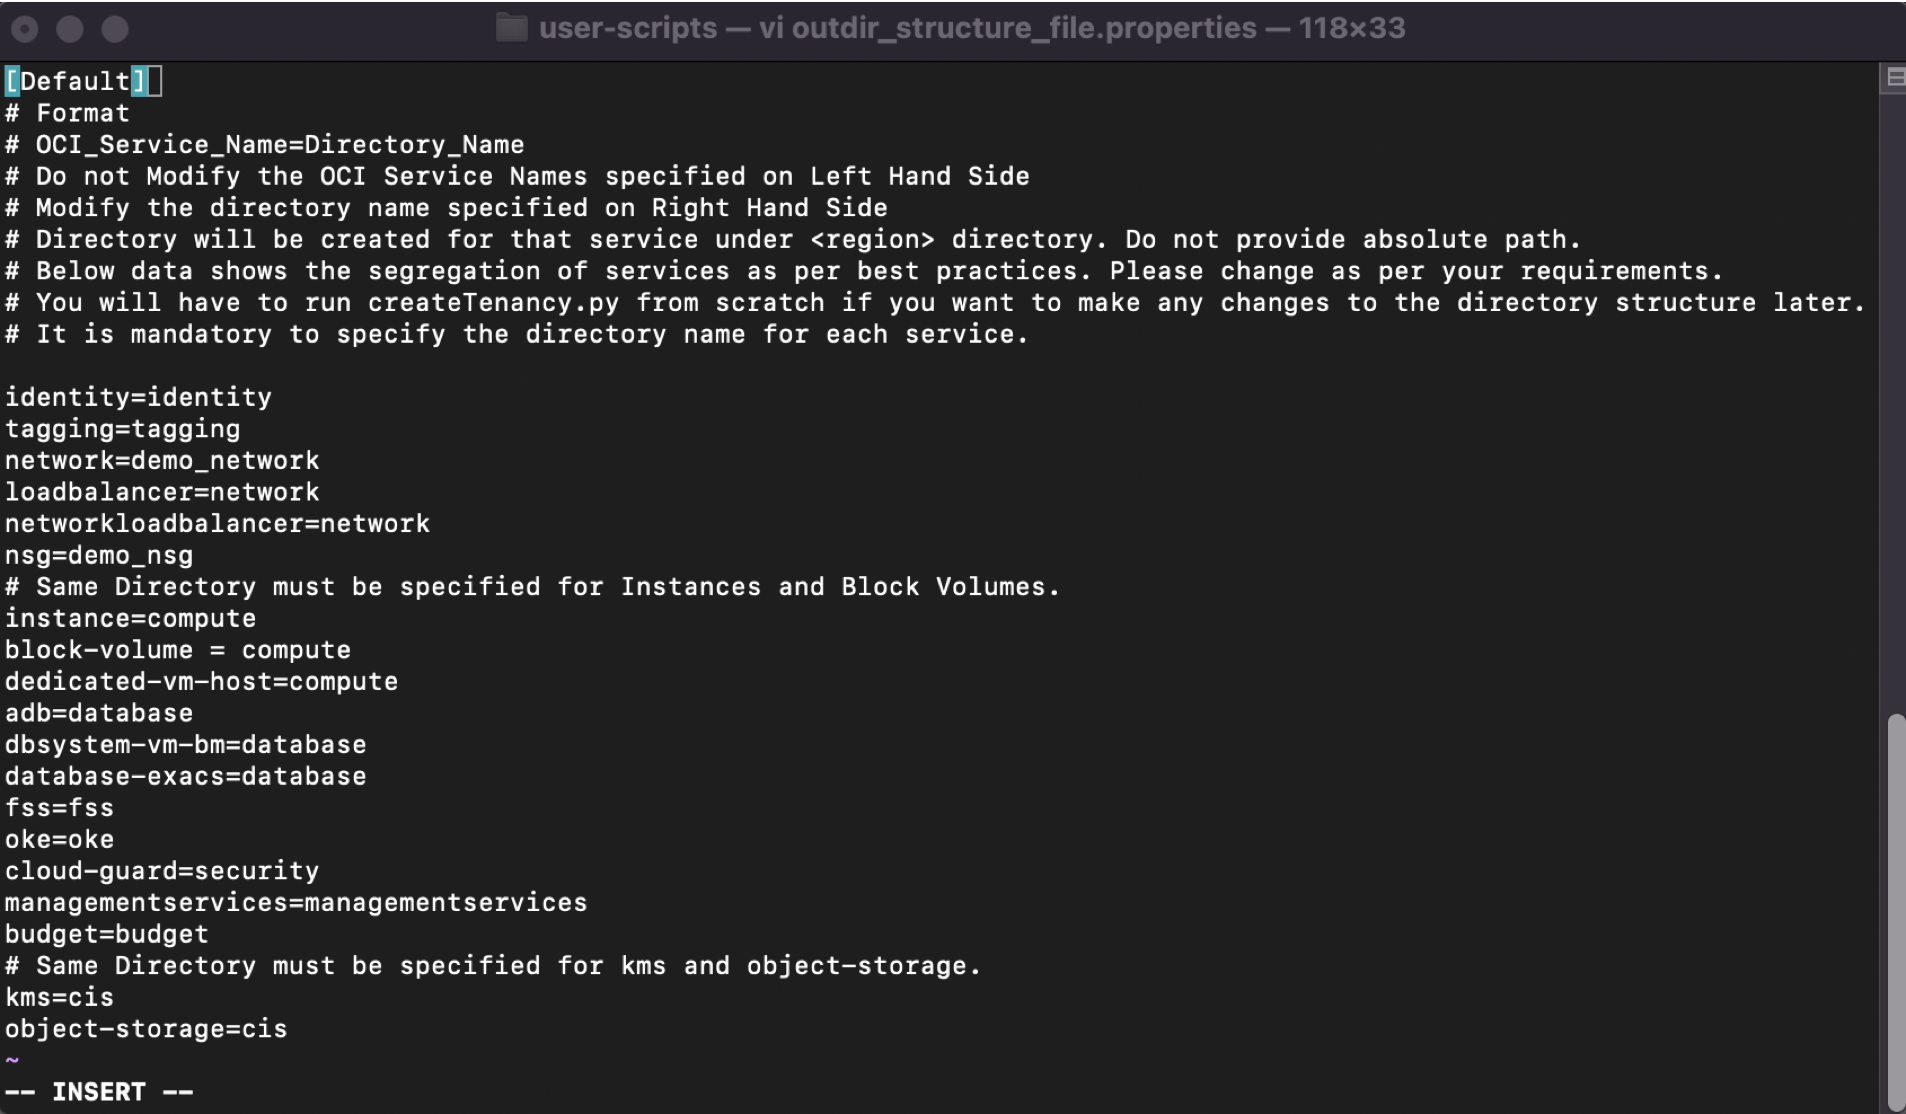 user-scripts — vi outdir_structure_file.properties — 118×33
[Default]
# Format
# OCI_Service_Name=Directory_Name
# Do not Modify the OCI Service Names specified on Left Hand Side
# Modify the directory name specified on Right Hand Side
# Directory will be created for that service under <region> directory. Do not provide absolute path.
# Below data shows the segregation of services as per best practices. Please change as per your requirements.
# You will have to run createTenancy.py from scratch if you want to make any changes to the directory structure later.
# It is mandatory to specify the directory name for each service.

identity=identity
tagging=tagging
network=demo_network
loadbalancer=network
networkloadbalancer=network
nsg=demo_nsg
# Same Directory must be specified for Instances and Block Volumes.
instance=compute
block-volume = compute
dedicated-vm-host=compute
adb=database
dbsystem-vm-bm=database
database-exacs=database
fss=fss
oke=oke
cloud-guard=security
managementservices=managementservices
budget=budget
# Same Directory must be specified for kms and object-storage.
kms=cis
object-storage=cis
~
-- INSERT --